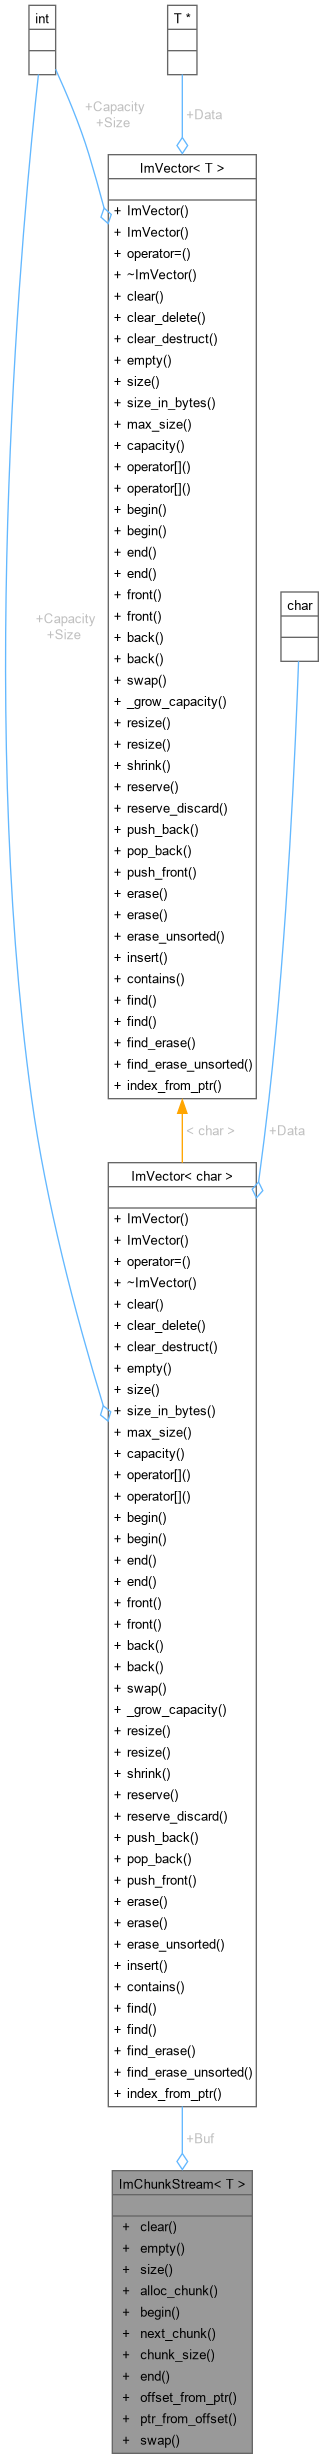 int
T *
+Capacity
+Size
+Data
ImVector< T >
+ ImVector()
+ ImVector()
+ operator=()
+ ~ImVector()
+ clear()
+ clear_delete()
+ clear_destruct()
+ empty()
+ size()
+ size_in_bytes()
+ max_size()
+ capacity()
+ operator[]()
+ operator[]()
+ begin()
+ begin()
+ end()
+ end()
+ front()
+ front()
+ back()
+ back()
+ swap()
+ _grow_capacity()
+ resize()
+ resize()
+ shrink()
+ reserve()
+ reserve_discard()
+ push_back()
+ pop_back()
+ push_front()
+ erase()
+ erase()
+ erase_unsorted()
+ insert()
+ contains()
+ find()
+ find()
+ find_erase()
+ find_erase_unsorted()
+ index_from_ptr()
+Capacity
+Size
char
< char >
+Data
ImVector< char >
+ ImVector()
+ ImVector()
+ operator=()
+ ~ImVector()
+ clear()
+ clear_delete()
+ clear_destruct()
+ empty()
+ size()
+ size_in_bytes()
+ max_size()
+ capacity()
+ operator[]()
+ operator[]()
+ begin()
+ begin()
+ end()
+ end()
+ front()
+ front()
+ back()
+ back()
+ swap()
+ _grow_capacity()
+ resize()
+ resize()
+ shrink()
+ reserve()
+ reserve_discard()
+ push_back()
+ pop_back()
+ push_front()
+ erase()
+ erase()
+ erase_unsorted()
+ insert()
+ contains()
+ find()
+ find()
+ find_erase()
+ find_erase_unsorted()
+ index_from_ptr()
+Buf
ImChunkStream< T >
+ clear()
+ empty()
+ size()
+ alloc_chunk()
+ begin()
+ next_chunk()
+ chunk_size()
+ end()
+ offset_from_ptr()
+ ptr_from_offset()
+ swap()